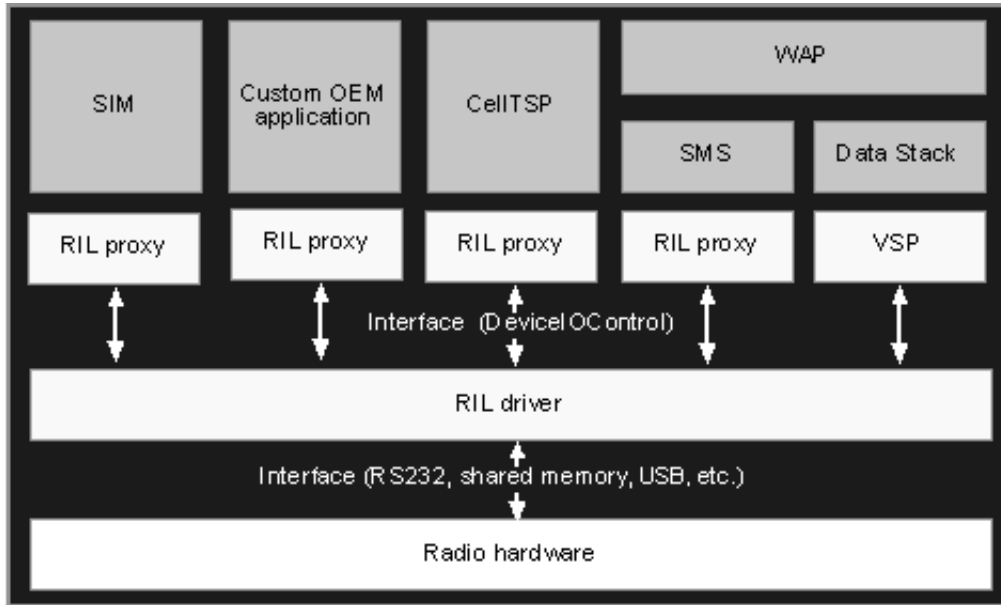 SIM
Custom OEM
application
CellTSP
WAP
SMS
Data Stack
RIL proxy
RIL proxy
RIL proxy
RIL proxy
VSP
Interface (DeviceIOControl)
RIL driver
Interface (RS232, shared memory, USB, etc.)
Radio hardware